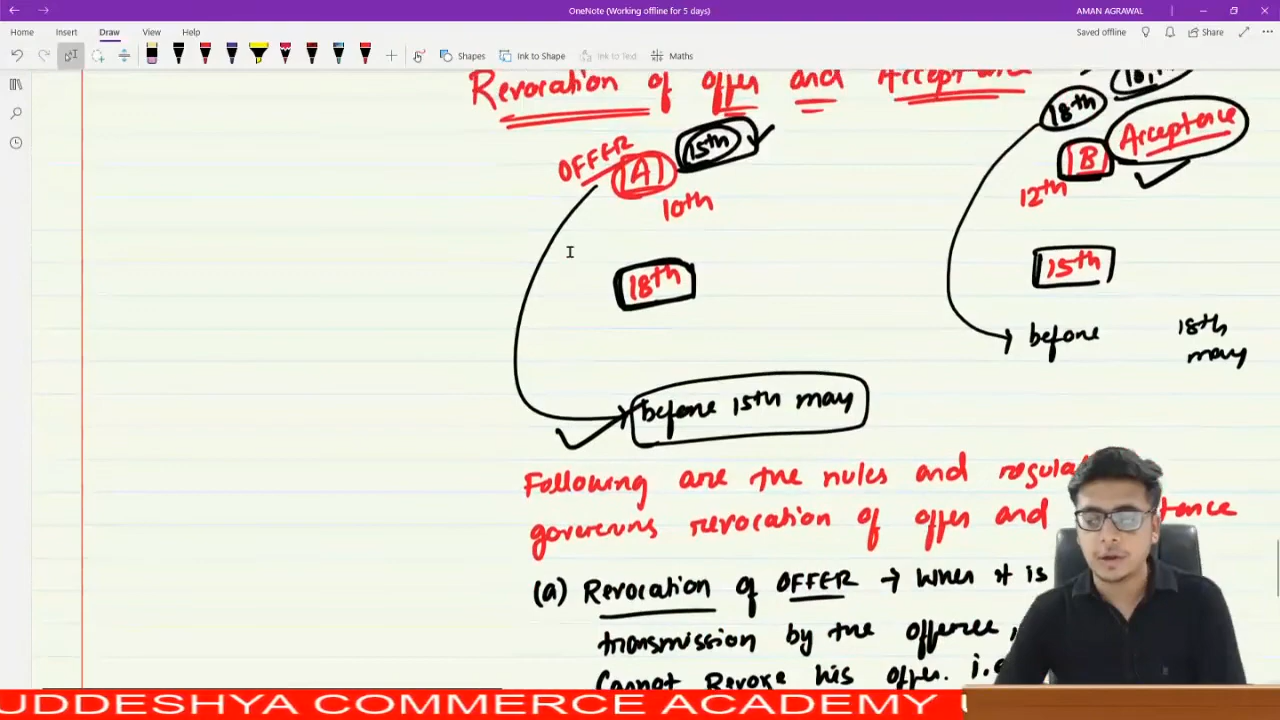 OneNote (Working offline for 5 days)
AMAN AGRAWAL
Home Insert Draw View Help
Saved offline
Share
Shapes
Ink to Shape
Ink to Text
Maths
Revocation of offer and Acceptance
18th
OFFER
(A)
15th
10th
Acceptance
B
12th
18th
15th
before 18th
may
before 15th may
Following are the rules and
governing revocation of offer and
(a) Revocation of OFFER → When it is
transmission by the offeree,
Cannot Revoke his offer. i.e
UDDESHYA COMMERCE ACADEMY